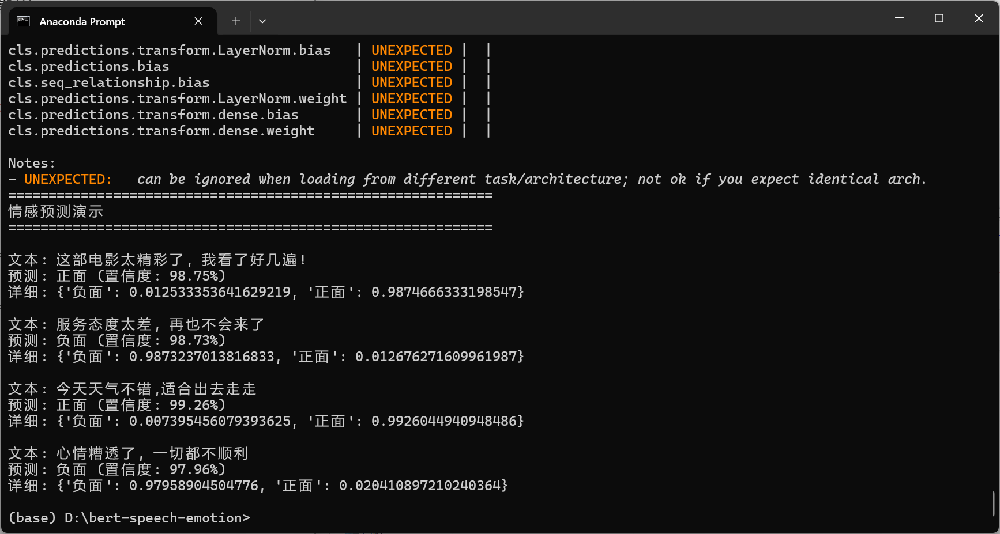 Anaconda Prompt
cls.predictions.transform.LayerNorm.bias | UNEXPECTED | |
cls.predictions.bias | UNEXPECTED | |
cls.seq_relationship.bias | UNEXPECTED | |
cls.predictions.transform.LayerNorm.weight | UNEXPECTED | |
cls.predictions.transform.dense.bias | UNEXPECTED | |
cls.predictions.transform.dense.weight | UNEXPECTED | |
Notes:
- UNEXPECTED: can be ignored when loading from different task/architecture; not ok if you expect identical arch.
============================================================
情感预测演示
============================================================
文本: 这部电影太精彩了，我看了好几遍！
预测: 正面 (置信度: 98.75%)
详细: {'负面': 0.012533353641629219, '正面': 0.9874666333198547}
文本: 服务态度太差，再也不会来了
预测: 负面 (置信度: 98.73%)
详细: {'负面': 0.9873237013816833, '正面': 0.012676271609961987}
文本: 今天天气不错,适合出去走走
预测: 正面 (置信度: 99.26%)
详细: {'负面': 0.007395456079393625, '正面': 0.9926044940948486}
文本: 心情糟透了，一切都不顺利
预测: 负面 (置信度: 97.96%)
详细: {'负面': 0.97958904504776, '正面': 0.020410897210240364}
(base) D:\bert-speech-emotion>